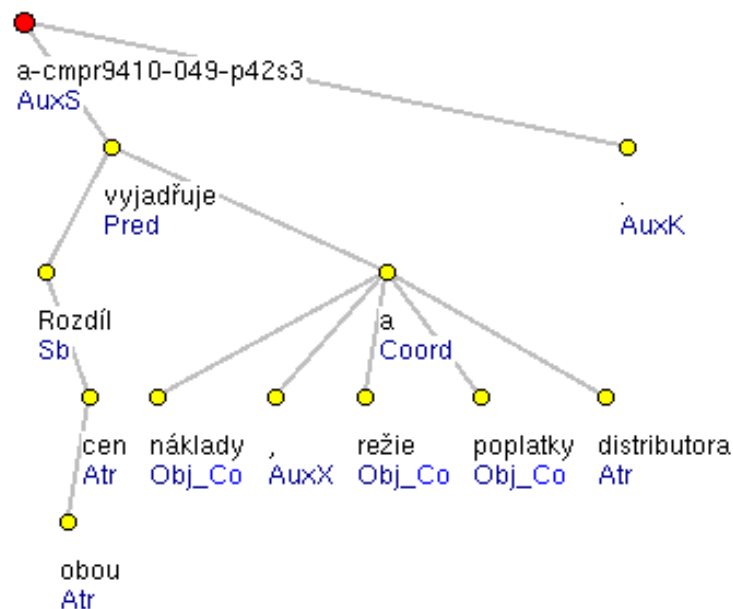 a-cmpr9410-049-p42s3
AuxS
vyjadřuje
Pred
.
AuxK
Rozdíl
Sb
a
Coord
cen
Atr
náklady
Obj_Co
,
AuxX
režie
Obj_Co
poplatky
Obj_Co
distributora
Atr
obou
Atr